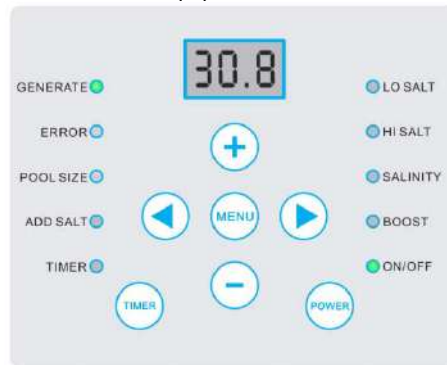 30.8
GENERATE
LO SALT
ERROR
+
HI SALT
POOL SIZE
SALINITY
ADD SALT
MENU
BOOST
TIMER
−
ON/OFF
TIMER
POWER